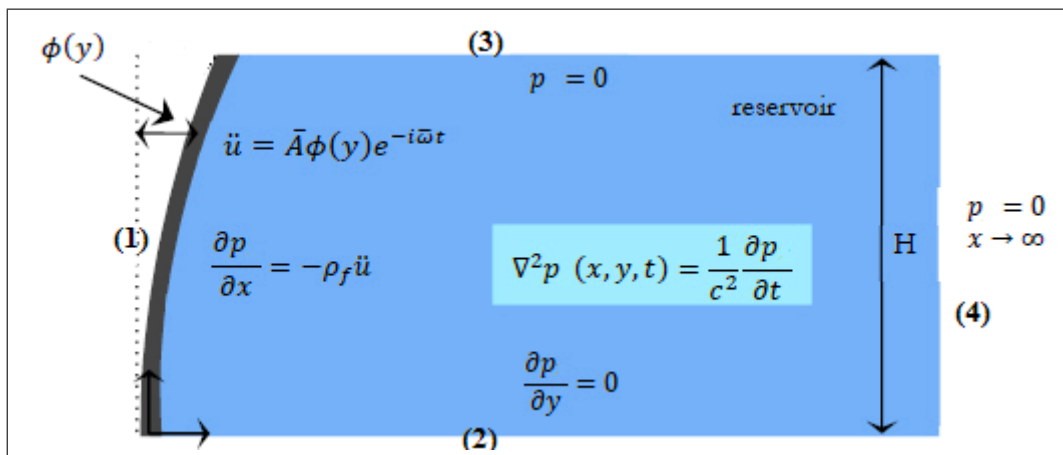 (3)
ϕ(y)
p = 0
reservoir
ü = Āϕ(y)e^{-iω̄t}
p = 0
x → ∞
(1)
∂p/∂x = −ρ_f ü
∇²p (x, y, t) = 1/c² ∂p/∂t
H
(4)
∂p/∂y = 0
(2)